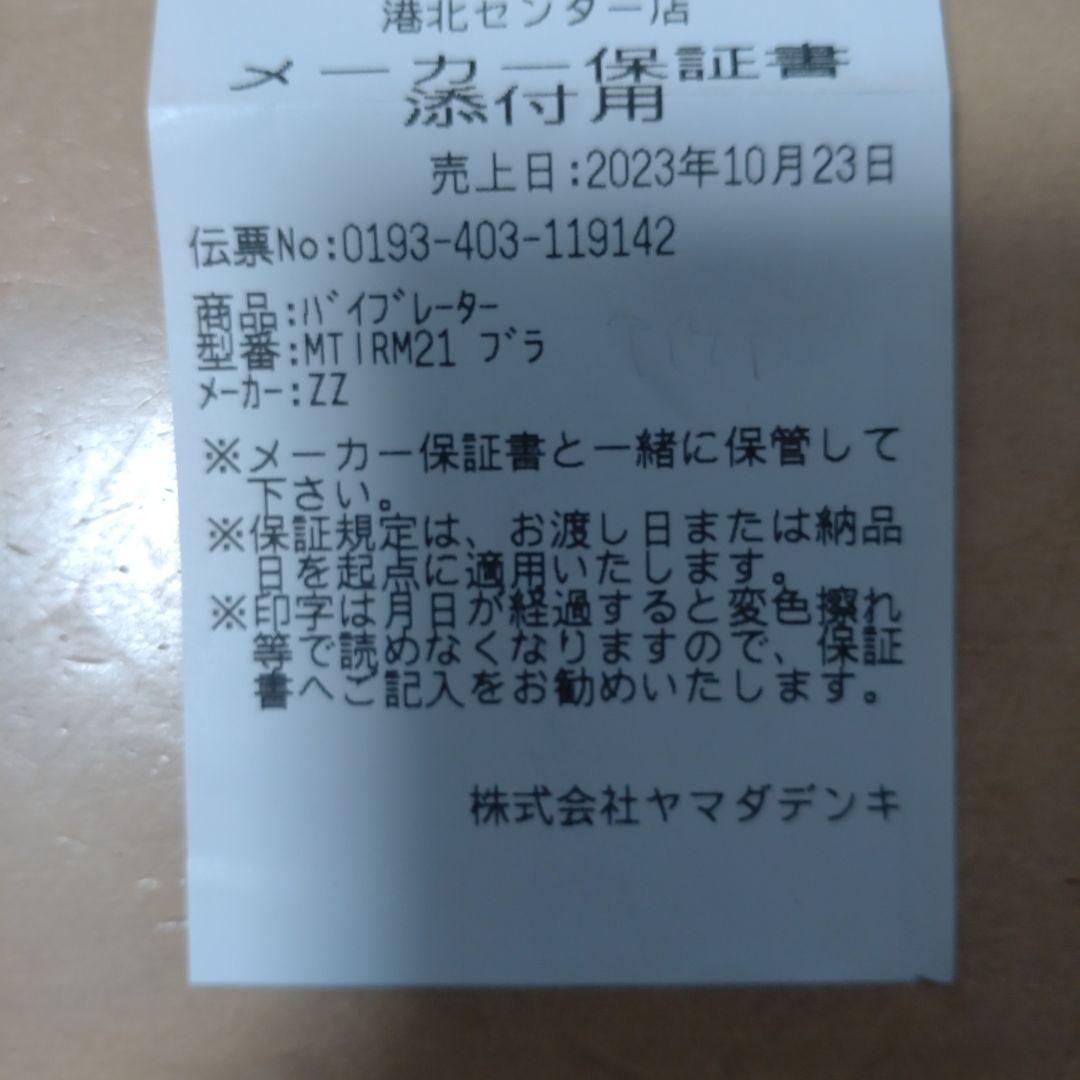 港北センター店
メーカー保証書
添付用
売上日:2023年10月23日
伝票No:0193-403-119142
商品:ﾊﾞｲﾌﾞﾚｰﾀｰ
型番:MTIRM21 ﾌﾞﾗ
ﾒｰｶｰ:ZZ
※メーカー保証書と一緒に保管して
下さい。
※保証規定は、お渡し日または納品
日を起点に適用いたします。
※印字は月日が経過すると変色擦れ
等で読めなくなりますので、保証
書へご記入をお勧めいたします。
株式会社ヤマダデンキ